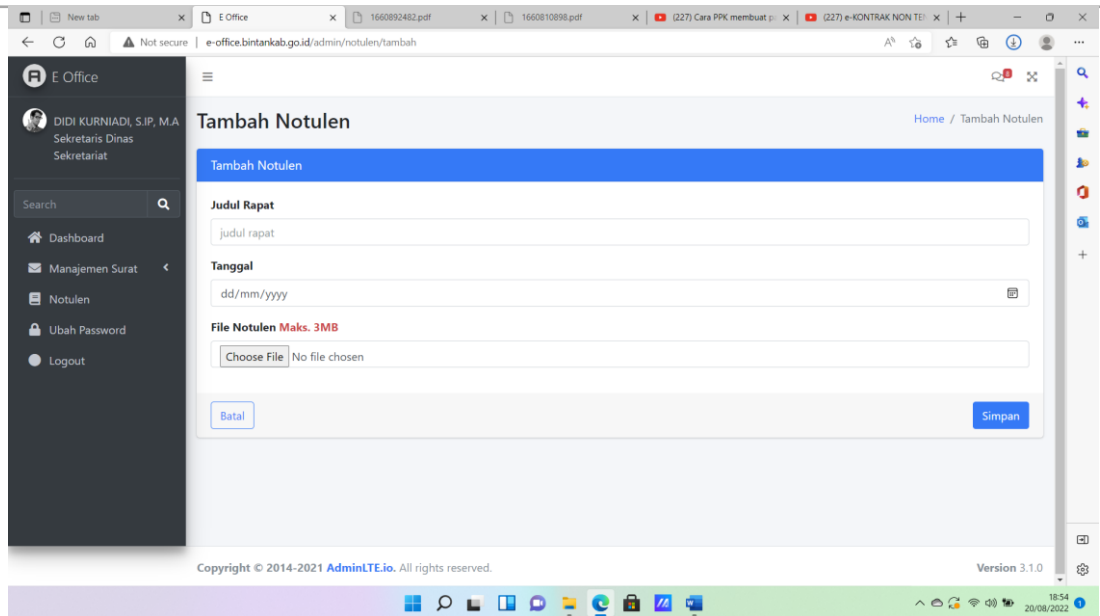 New tab
E Office
1660892482.pdf
1660810898.pdf
(227) Cara PPK membuat p
(227) e-KONTRAK NON TE
Not secure
e-office.bintankab.go.id/admin/notulen/tambah
E Office
8
DIDI KURNIADI, S.IP, M.A
Sekretaris Dinas
Sekretariat
Tambah Notulen
Home / Tambah Notulen
Tambah Notulen
Search
Dashboard
Manajemen Surat
Notulen
Ubah Password
Logout
Judul Rapat
judul rapat
Tanggal
dd/mm/yyyy
File Notulen Maks. 3MB
Choose File No file chosen
Batal
Simpan
Copyright © 2014-2021 AdminLTE.io. All rights reserved.
Version 3.1.0
18:54
20/08/2022
1